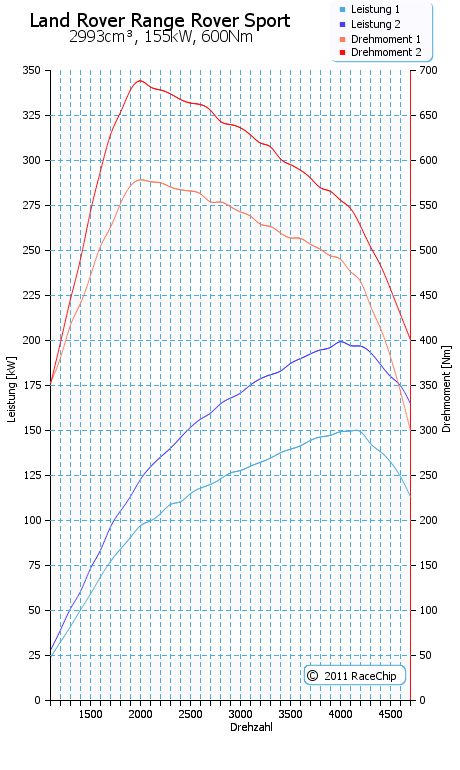 Land Rover Range Rover Sport
2993cm³, 155kW, 600Nm
Leistung 1
Leistung 2
Drehmoment 1
Drehmoment 2
350 700
325 650
300 600
275 550
250 500
225 450
200 400
175 350
150 300
125 250
100 200
75 150
50 100
25 50
0 0
Leistung [kW]
Drehmoment [Nm]
© 2011 RaceChip
1500 2000 2500 3000 3500 4000 4500
Drehzahl